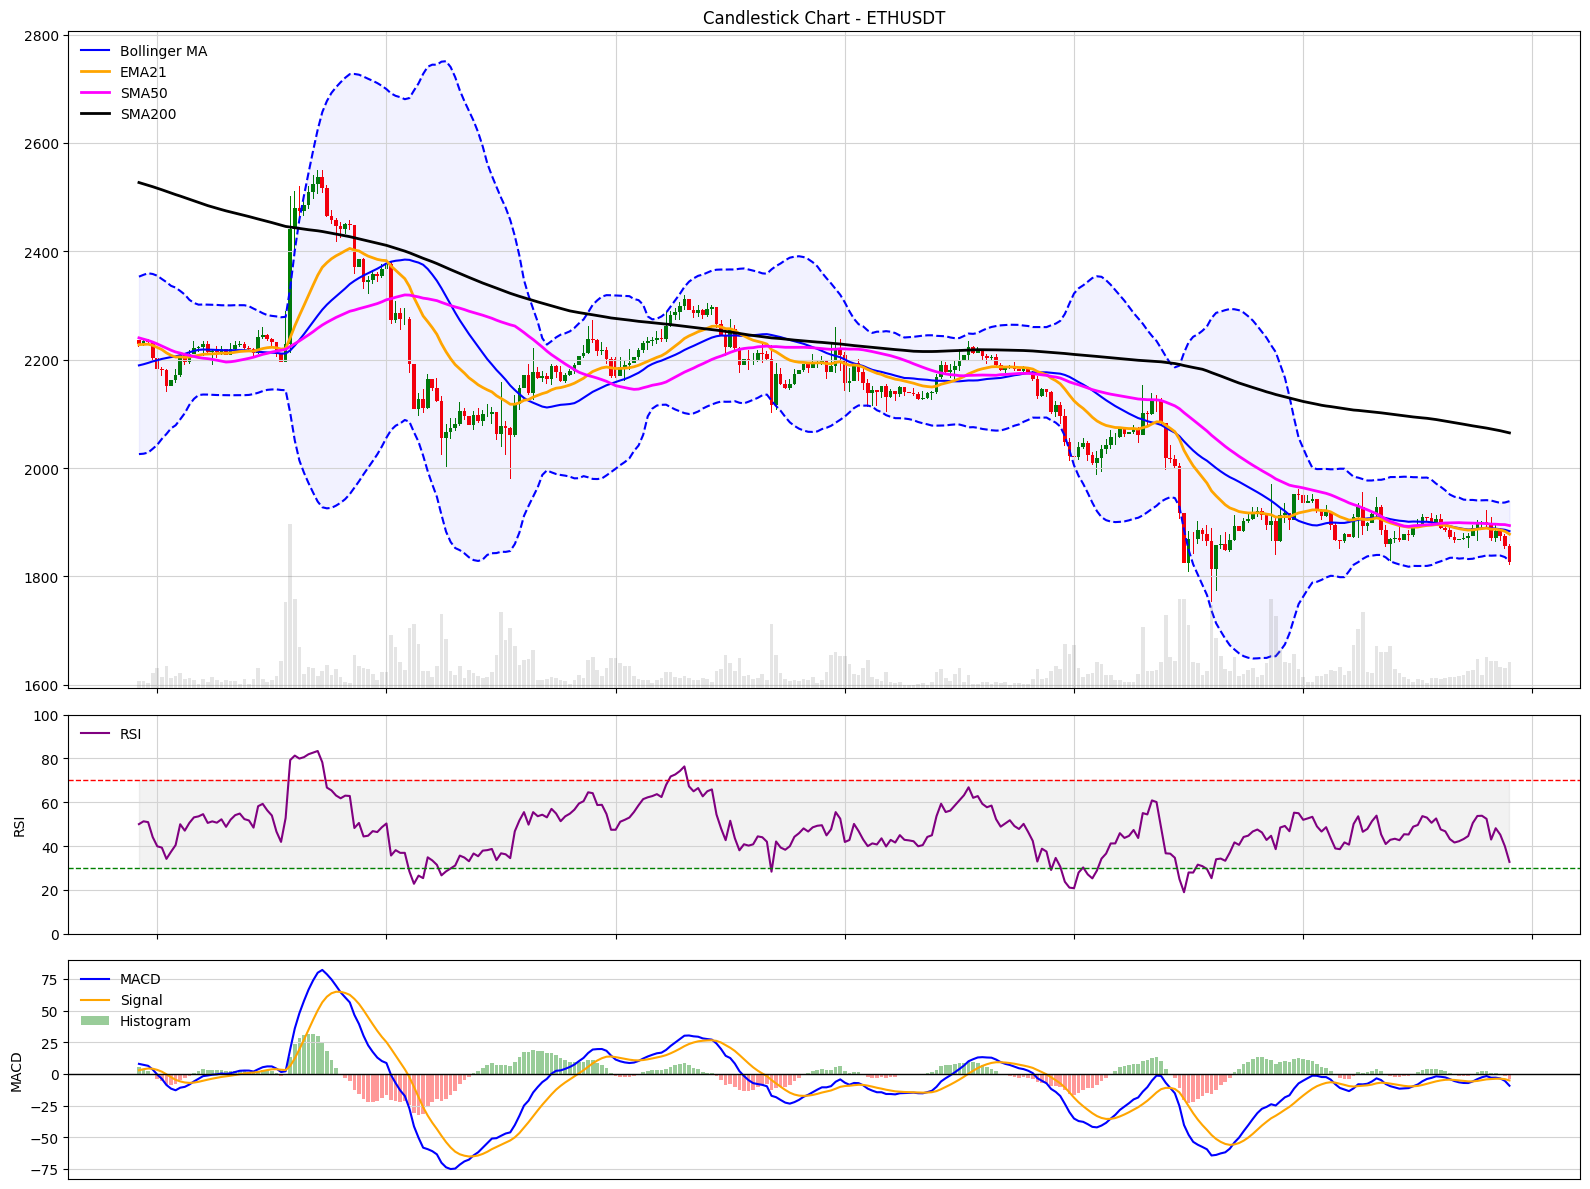 Candlestick Chart - ETHUSDT
2800
2600
2400
2200
2000
1800
1600
Bollinger MA
EMA21
SMA50
SMA200
RSI
100
80
60
40
20
0
RSI
MACD
75
50
25
0
−25
−50
−75
MACD
Signal
Histogram